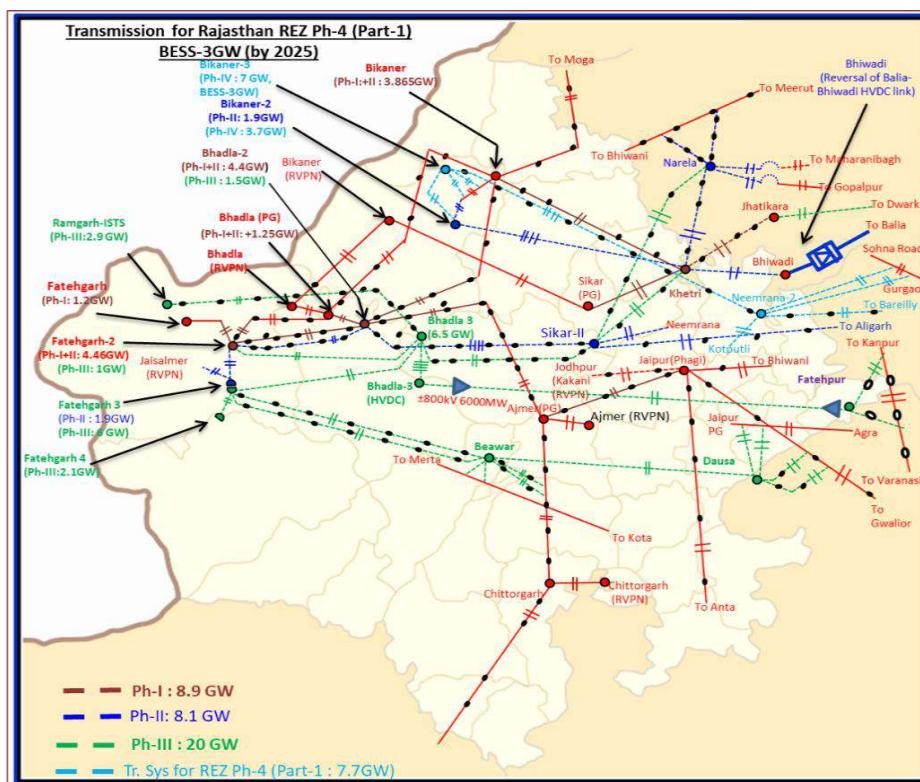 Transmission for Rajasthan REZ Ph-4 (Part-1)
BESS-3GW (by 2025)
Bikaner-3
(Ph-IV : 7 GW,
BESS-3GW)
Bikaner
(Ph-I:+II : 3.865GW)
To Moga
Bhiwadi
(Reversal of Balia-
Bhiwadi HVDC link)
Bikaner-2
(Ph-II: 1.9GW)
(Ph-IV : 3.7GW)
To Meerut
Bhadla-2
(Ph-I+II : 4.4GW)
(Ph-III : 1.5GW)
Bikaner
(RVPN)
To Bhiwani
Narela
To Maharanibagh
To Gopalpur
Ramgarh-ISTS
(Ph-III:2.9 GW)
Bhadla (PG)
(Ph-I+II : +1.25GW)
Bhadla
(RVPN)
Jhatikara
To Dwark
To Balia
Fatehgarh
(Ph-I: 1.2GW)
Sikar
(PG)
Khetri
Bhiwadi
Sohna Road
Gurgao
Neemrana-2
To Bareilly
Fatehgarh-2
(Ph-I+II: 4.46GW)
(Ph-III: 1GW)
Jaisalmer
(RVPN)
Bhadla 3
(6.5 GW)
Sikar-II
Neemrana
Kotputli
To Aligarh
To Kanpur
Fatehgarh 3
(Ph-II : 1.9GW)
(Ph-III: 6 GW)
Bhadla-3
(HVDC)
±800kV 6000MW
Jodhpur
(Kakani)
(RVPN)
Jaipur(Phagi)
To Bhiwani
Fatehpur
Ajmer(PG)
Ajmer (RVPN)
Jaipur
PG
Agra
Fatehgarh 4
(Ph-III:2.1GW)
Beawar
To Merta
Dausa
To Varanasi
To
Gwalior
To Kota
Chittorgarh
Chittorgarh
(RVPN)
To Anta
Ph-I : 8.9 GW
Ph-II: 8.1 GW
Ph-III : 20 GW
Tr. Sys for REZ Ph-4 (Part-1 : 7.7GW)